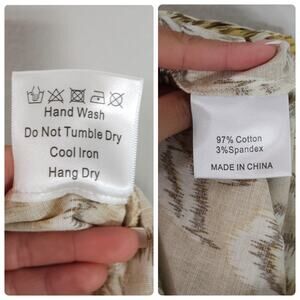 Hand Wash
Do Not Tumble Dry
Cool Iron
Hang Dry
97% Cotton
3%Spandex
MADE IN CHINA